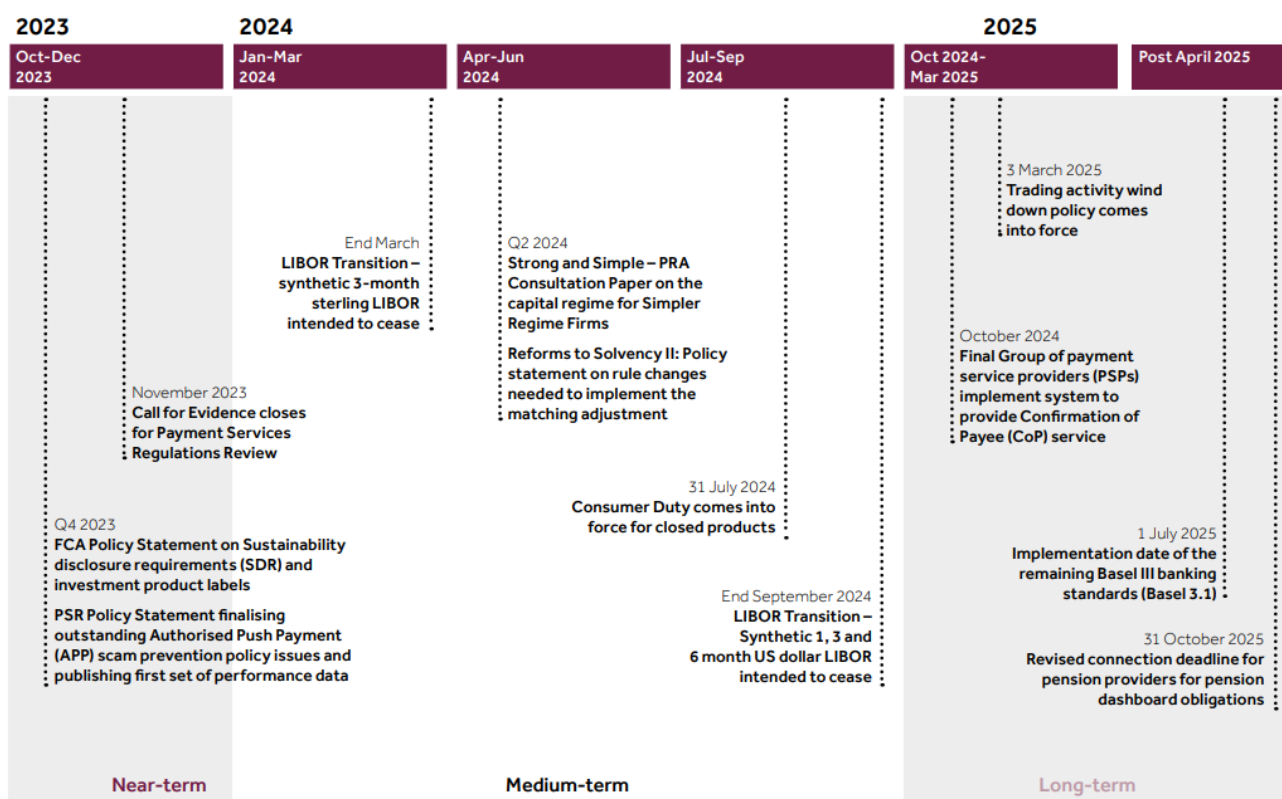 2023
2024
2025
Oct-Dec
2023
Jan-Mar
2024
Apr-Jun
2024
Jul-Sep
2024
Oct 2024-
Mar 2025
Post April 2025
November 2023
Call for Evidence closes
for Payment Services
Regulations Review
Q4 2023
FCA Policy Statement on Sustainability
disclosure requirements (SDR) and
investment product labels
PSR Policy Statement finalising
outstanding Authorised Push Payment
(APP) scam prevention policy issues and
publishing first set of performance data
End March
LIBOR Transition –
synthetic 3-month
sterling LIBOR
intended to cease
Q2 2024
Strong and Simple – PRA
Consultation Paper on the
capital regime for Simpler
Regime Firms
Reforms to Solvency II: Policy
statement on rule changes
needed to implement the
matching adjustment
31 July 2024
Consumer Duty comes into
force for closed products
End September 2024
LIBOR Transition –
Synthetic 1, 3 and
6 month US dollar LIBOR
intended to cease
3 March 2025
Trading activity wind
down policy comes
into force
October 2024
Final Group of payment
service providers (PSPs)
implement system to
provide Confirmation of
Payee (CoP) service
1 July 2025
Implementation date of the
remaining Basel III banking
standards (Basel 3.1)
31 October 2025
Revised connection deadline for
pension providers for pension
dashboard obligations
Near-term
Medium-term
Long-term